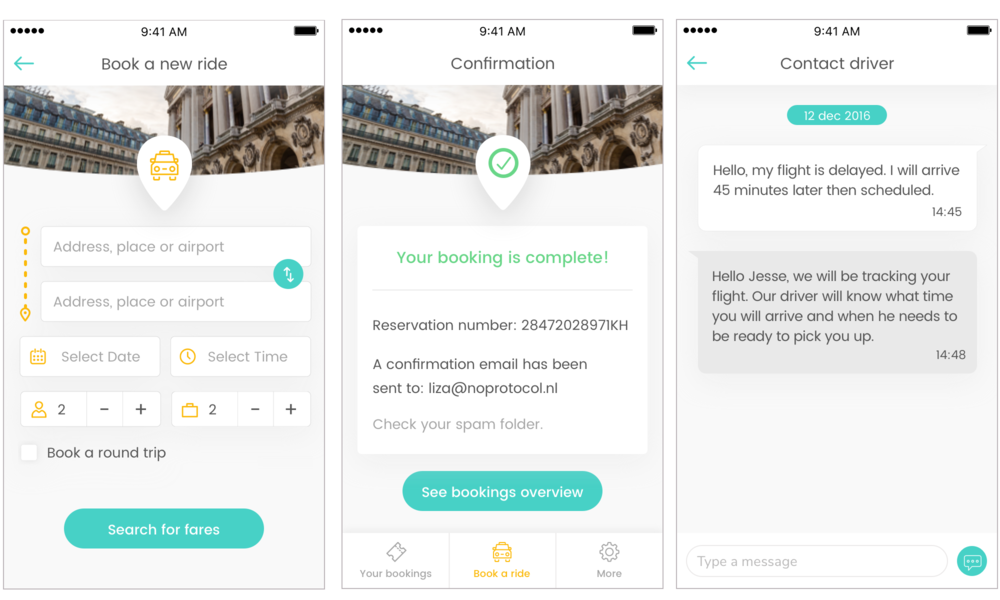 9:41 AM
Book a new ride
Address, place or airport
Address, place or airport
Select Date
Select Time
2 - +
2 - +
Book a round trip
Search for fares
9:41 AM
Confirmation
Your booking is complete!
Reservation number: 28472028971KH
A confirmation email has been
sent to: liza@noprotocol.nl
Check your spam folder.
See bookings overview
Your bookings
Book a ride
More
9:41 AM
Contact driver
12 dec 2016
Hello, my flight is delayed. I will arrive
45 minutes later then scheduled.
14:45
Hello Jesse, we will be tracking your
flight. Our driver will know what time
you will arrive and when he needs to
be ready to pick you up.
14:48
Type a message